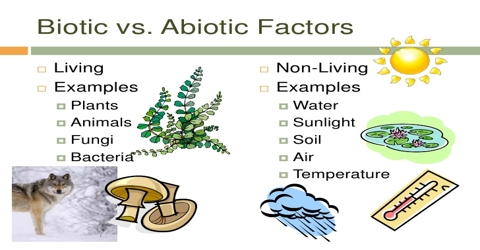 Biotic vs. Abiotic Factors
Living
Examples
Plants
Animals
Fungi
Bacteria
Non-Living
Examples
Water
Sunlight
Soil
Air
Temperature